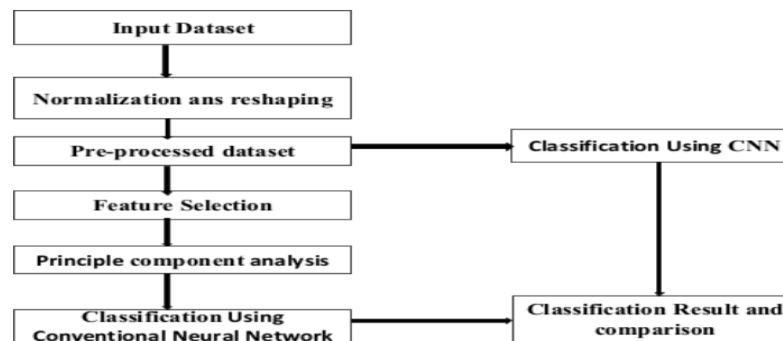 Input Dataset
Normalization ans reshaping
Pre-processed dataset
Classification Using CNN
Feature Selection
Principle component analysis
Classification Using
Conventional Neural Network
Classification Result and
comparison